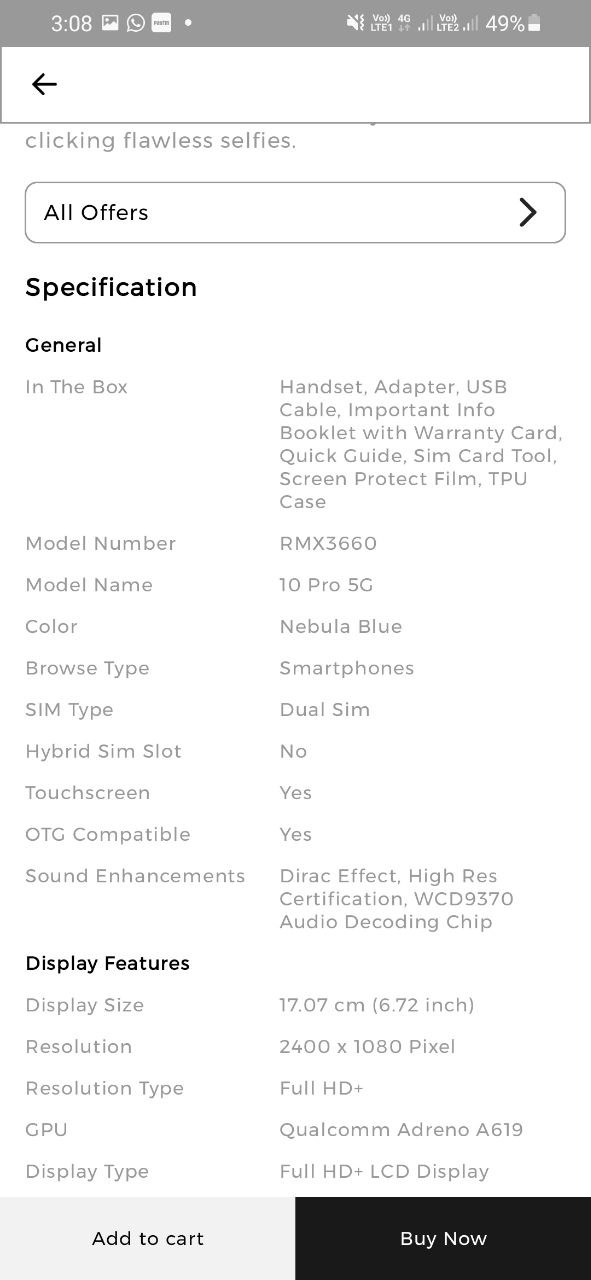 3:08 Paytm Vo)) LTE1 4G Vo)) LTE2 49%
clicking flawless selfies.
All Offers
Specification
General
In The Box Handset, Adapter, USB
Cable, Important Info
Booklet with Warranty Card,
Quick Guide, Sim Card Tool,
Screen Protect Film, TPU
Case
Model Number RMX3660
Model Name 10 Pro 5G
Color Nebula Blue
Browse Type Smartphones
SIM Type Dual Sim
Hybrid Sim Slot No
Touchscreen Yes
OTG Compatible Yes
Sound Enhancements Dirac Effect, High Res
Certification, WCD9370
Audio Decoding Chip
Display Features
Display Size 17.07 cm (6.72 inch)
Resolution 2400 x 1080 Pixel
Resolution Type Full HD+
GPU Qualcomm Adreno A619
Display Type Full HD+ LCD Display
Add to cart Buy Now